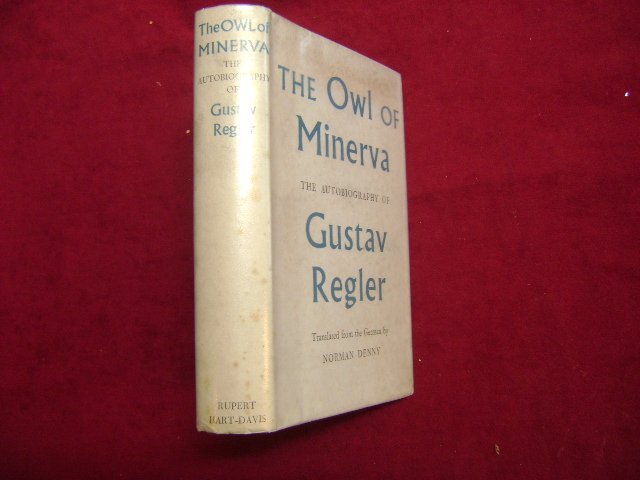 The OWL of
MINERVA
THE
AUTOBIOGRAPHY
OF
Gustav
Regler
RUPERT
HART-DAVIS
THE Owl OF
Minerva
THE AUTOBIOGRAPHY OF
Gustav
Regler
Translated from the German by
NORMAN DENNY